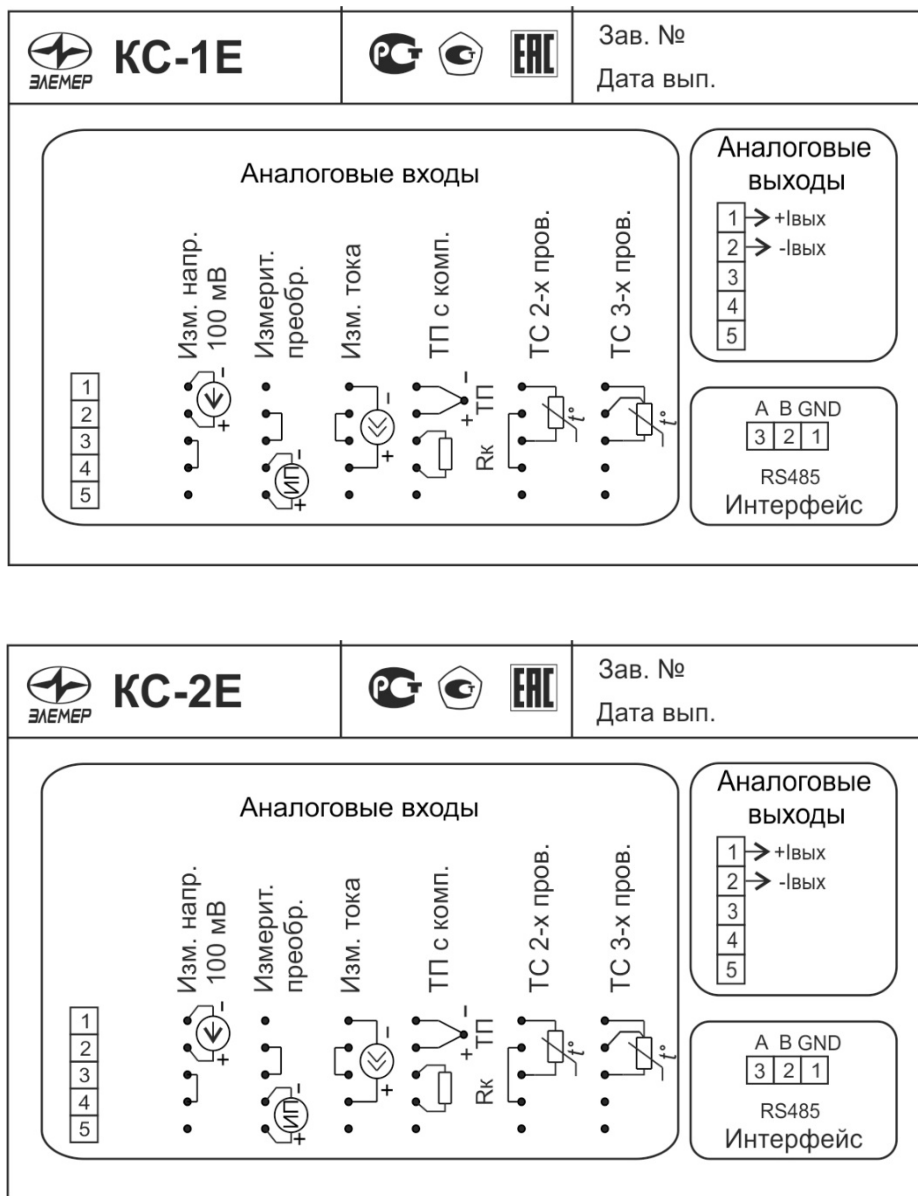 ЭЛЕМЕР
КС-1Е
РСТ
С
ЕАС
Зав. №
Дата вып.
Аналоговые входы
Изм. напр.
100 мВ
Измерит.
преобр.
Изм. тока
ТП с комп.
ТС 2-х пров.
ТС 3-х пров.
1
2
3
4
5
− +
− ИП +
− +
− + ТП
Rк
t°
t°
Аналоговые
выходы
1 +Iвых
2 -Iвых
3
4
5
A B GND
3 2 1
RS485
Интерфейс
ЭЛЕМЕР
КС-2Е
РСТ
С
ЕАС
Зав. №
Дата вып.
Аналоговые входы
Изм. напр.
100 мВ
Измерит.
преобр.
Изм. тока
ТП с комп.
ТС 2-х пров.
ТС 3-х пров.
1
2
3
4
5
− +
− ИП +
− +
− + ТП
Rк
t°
t°
Аналоговые
выходы
1 +Iвых
2 -Iвых
3
4
5
A B GND
3 2 1
RS485
Интерфейс